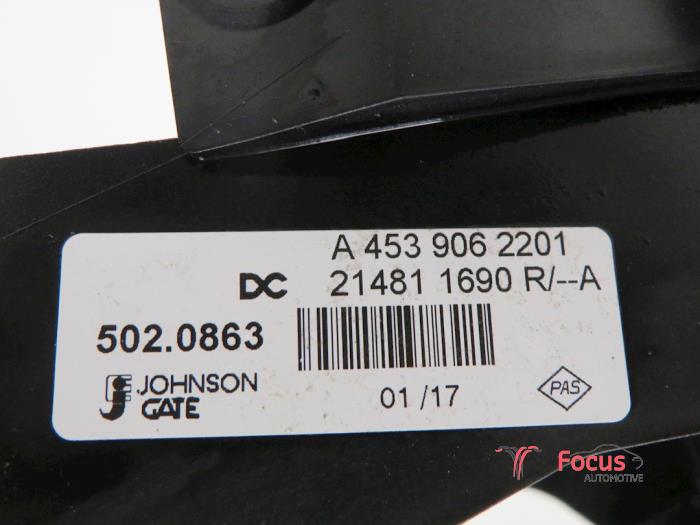 A 453 906 2201
DC 21481 1690 R/--A
502.0863
JOHNSON
GATE
01 /17
PAS
Focus
AUTOMOTIVE